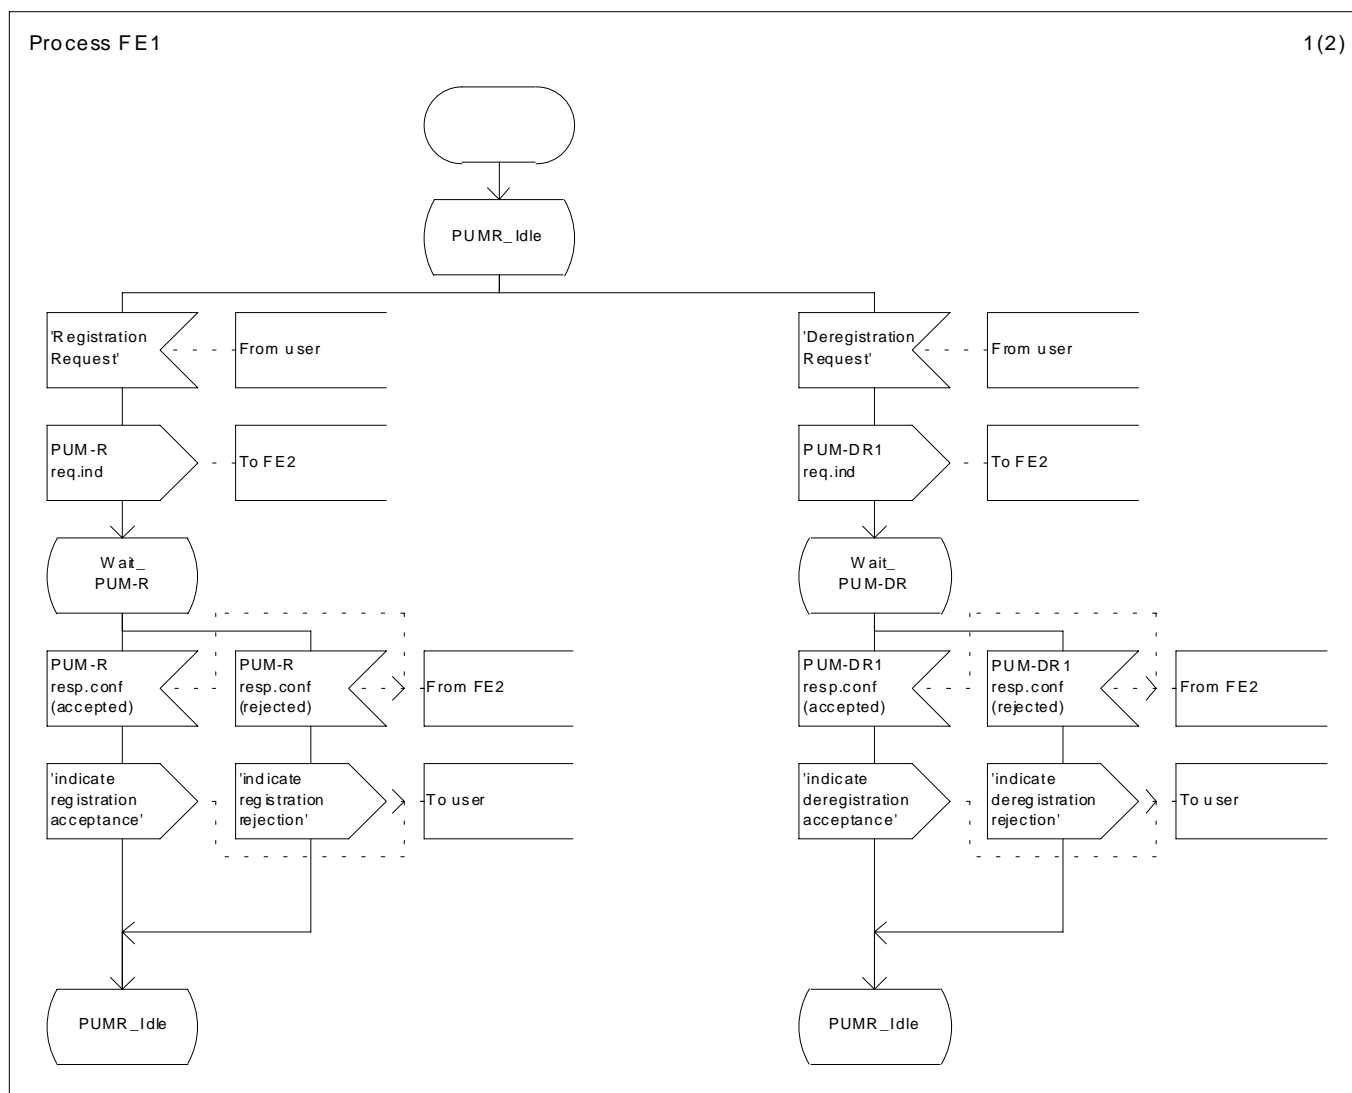 Process FE1
1(2)
PUMR_Idle
'Registration
Request'
From user
'Deregistration
Request'
From user
PUM-R
req.ind
To FE2
PUM-DR1
req.ind
To FE2
Wait_
PUM-R
Wait_
PUM-DR
PUM-R
resp.conf
(accepted)
PUM-R
resp.conf
(rejected)
From FE2
PUM-DR1
resp.conf
(accepted)
PUM-DR1
resp.conf
(rejected)
From FE2
'indicate
registration
acceptance'
'indicate
registration
rejection'
To user
'indicate
deregistration
acceptance'
'indicate
deregistration
rejection'
To user
PUMR_Idle
PUMR_Idle